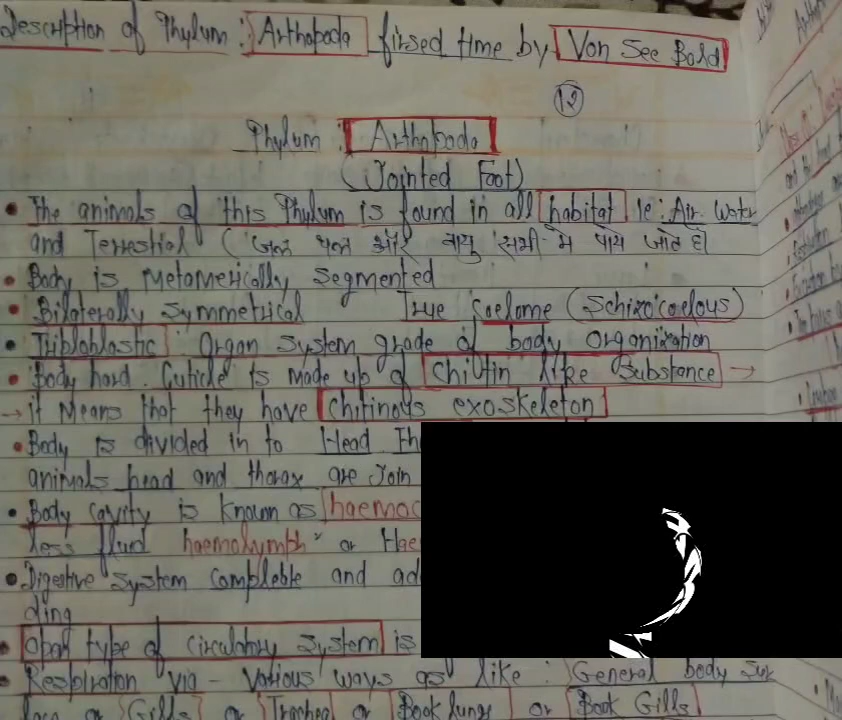 Description of Phylum: Arthopoda firsed time by Von See Bold
12
Phylum: Arthopoda
(Jointed Foot)
• The animals of this Phylum is found in all habitat Ie: Air Water
and Terrestial (जल थल और वायु सभी में पाये जाते है)
• Body is metamerically segmented
• Bilaterally symmetrical True coelome (Schizocoelous)
• Tribloblastic Organ system grade of body organization
• Body hard. Cuticle is made up of chiltin like Substance →
→ it Means that they have chitinous exoskeleton
• Body is divided in to Head
animals head and thorax are Join
• Body cavity is known as haemoc
less fluid haemolymph or Hae
• Digestive system complete and ad
ding
• Opan type of circulatory system is
• Respiration via - Various ways as like: General body Sur
face or Gills or Trachea or Book lungs or Book Gills